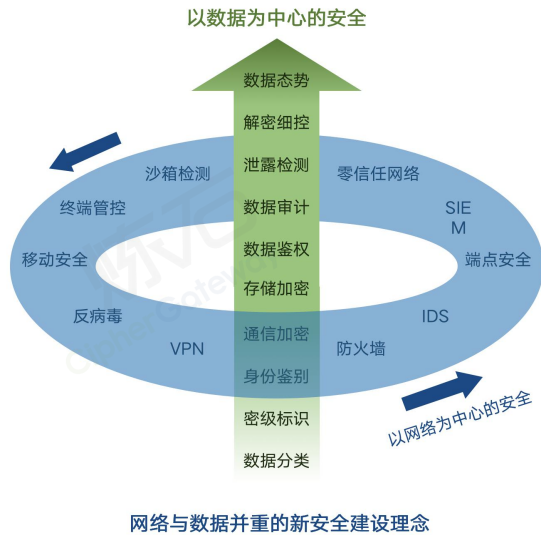 以数据为中心的安全
数据态势
解密细控
泄露检测
数据审计
数据鉴权
存储加密
通信加密
身份鉴别
密级标识
数据分类
沙箱检测
终端管控
移动安全
反病毒
VPN
零信任网络
SIE
M
端点安全
IDS
防火墙
以网络为中心的安全
炼石
CipherGateway
网络与数据并重的新安全建设理念